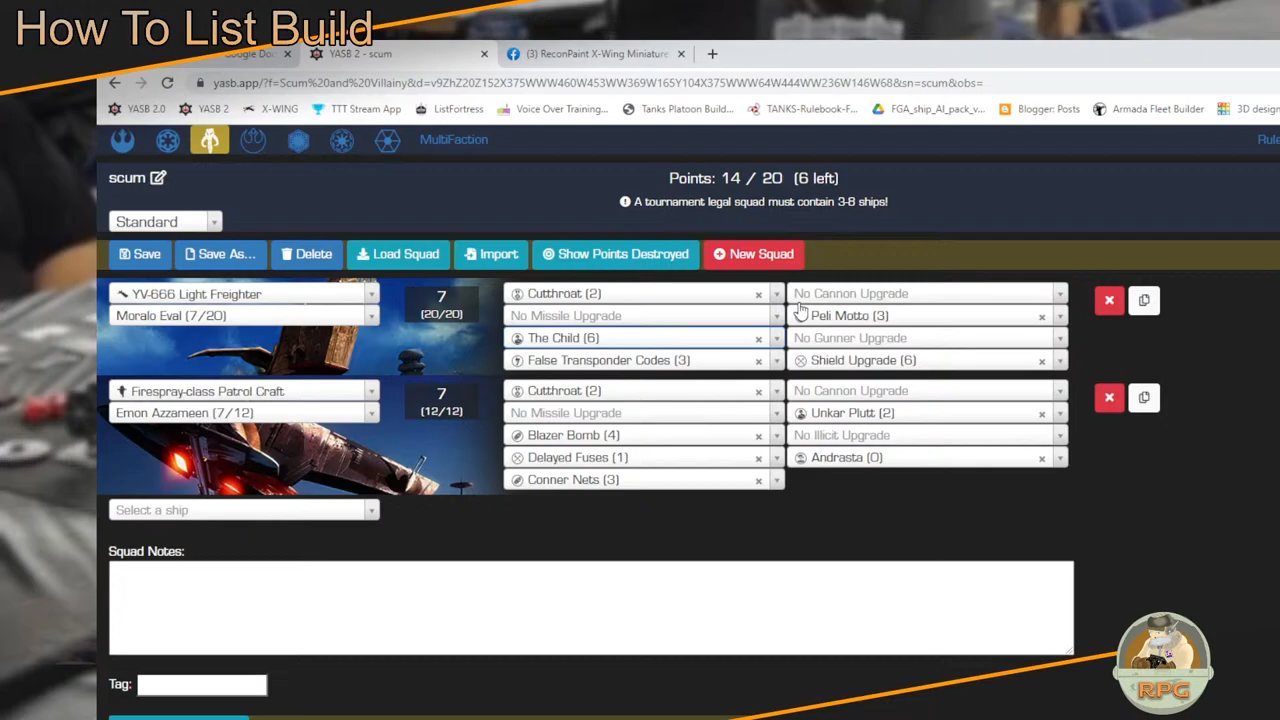 How To List Build
Google Do
YASB 2 - scum
(3) ReconPaint X-Wing Miniature
yasb.app/?f=Scum%20and%20Villainy&d=v9ZhZ20Z152X375WWW460W453WW369W165Y104X375WWW64W444WW236W146W68&sn=scum&obs=
YASB 2.0
YASB 2
X-WING
TTT Stream App
ListFortress
Voice Over Training...
Tanks Platoon Build...
TANKS-Rulebook-F...
FGA_ship_AI_pack_v...
Blogger: Posts
Armada Fleet Builder
3D design
MultiFaction
Rule
scum
Points: 14 / 20 (6 left)
A tournament legal squad must contain 3-8 ships!
Standard
Save
Save As...
Delete
Load Squad
Import
Show Points Destroyed
New Squad
YV-666 Light Freighter
7
Cutthroat (2)
No Cannon Upgrade
Moralo Eval (7/20)
(20/20)
No Missile Upgrade
Peli Motto (3)
The Child (6)
No Gunner Upgrade
False Transponder Codes (3)
Shield Upgrade (6)
Firespray-class Patrol Craft
7
Cutthroat (2)
No Cannon Upgrade
Emon Azzameen (7/12)
(12/12)
No Missile Upgrade
Unkar Plutt (2)
Blazer Bomb (4)
No Illicit Upgrade
Delayed Fuses (1)
Andrasta (0)
Conner Nets (3)
Select a ship
Squad Notes:
Tag:
RPG